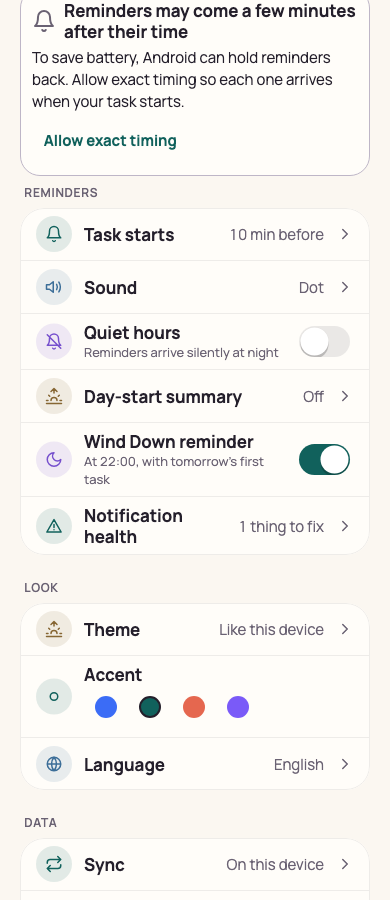 Reminders may come a few minutes
after their time
To save battery, Android can hold reminders
back. Allow exact timing so each one arrives
when your task starts.
Allow exact timing
REMINDERS
Task starts 10 min before
Sound Dot
Quiet hours
Reminders arrive silently at night
Day-start summary Off
Wind Down reminder
At 22:00, with tomorrow's first
task
Notification
health
1 thing to fix
LOOK
Theme Like this device
Accent
Language English
DATA
Sync On this device